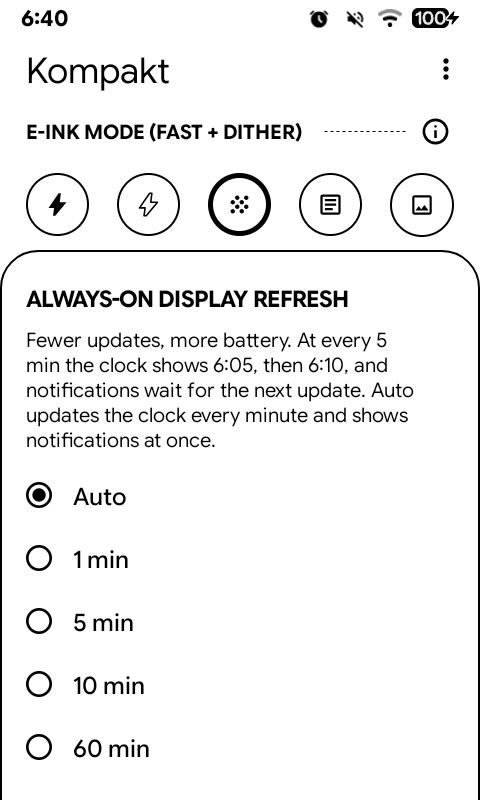 6:40
100
Kompakt
E-INK MODE (FAST + DITHER)
ALWAYS-ON DISPLAY REFRESH
Fewer updates, more battery. At every 5
min the clock shows 6:05, then 6:10, and
notifications wait for the next update. Auto
updates the clock every minute and shows
notifications at once.
Auto
1 min
5 min
10 min
60 min